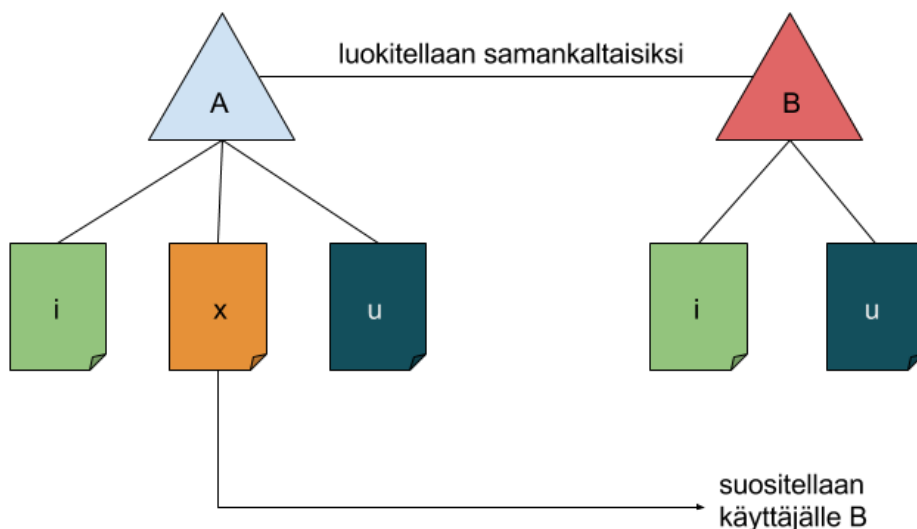 luokitellaan samankaltaisiksi
A
B
i
x
u
i
u
suositellaan
käyttäjälle B